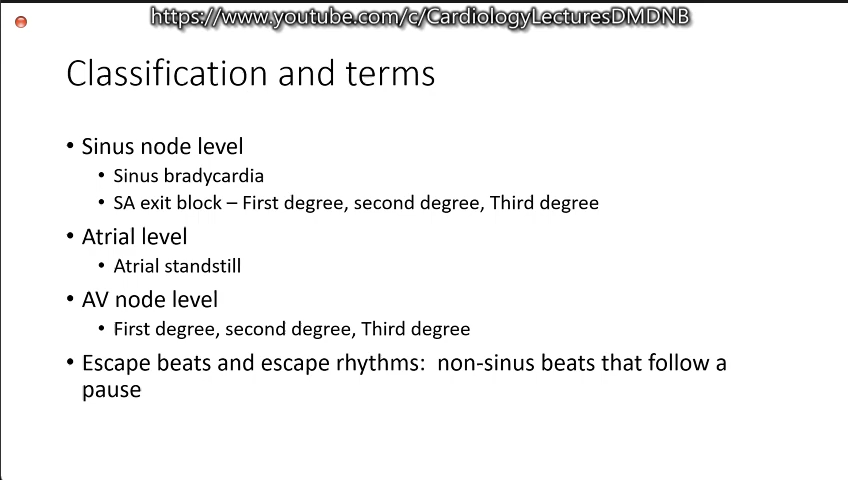 https://www.youtube.com/c/CardiologyLecturesDMDNB
Classification and terms
• Sinus node level
• Sinus bradycardia
• SA exit block – First degree, second degree, Third degree
• Atrial level
• Atrial standstill
• AV node level
• First degree, second degree, Third degree
• Escape beats and escape rhythms:  non-sinus beats that follow a
pause